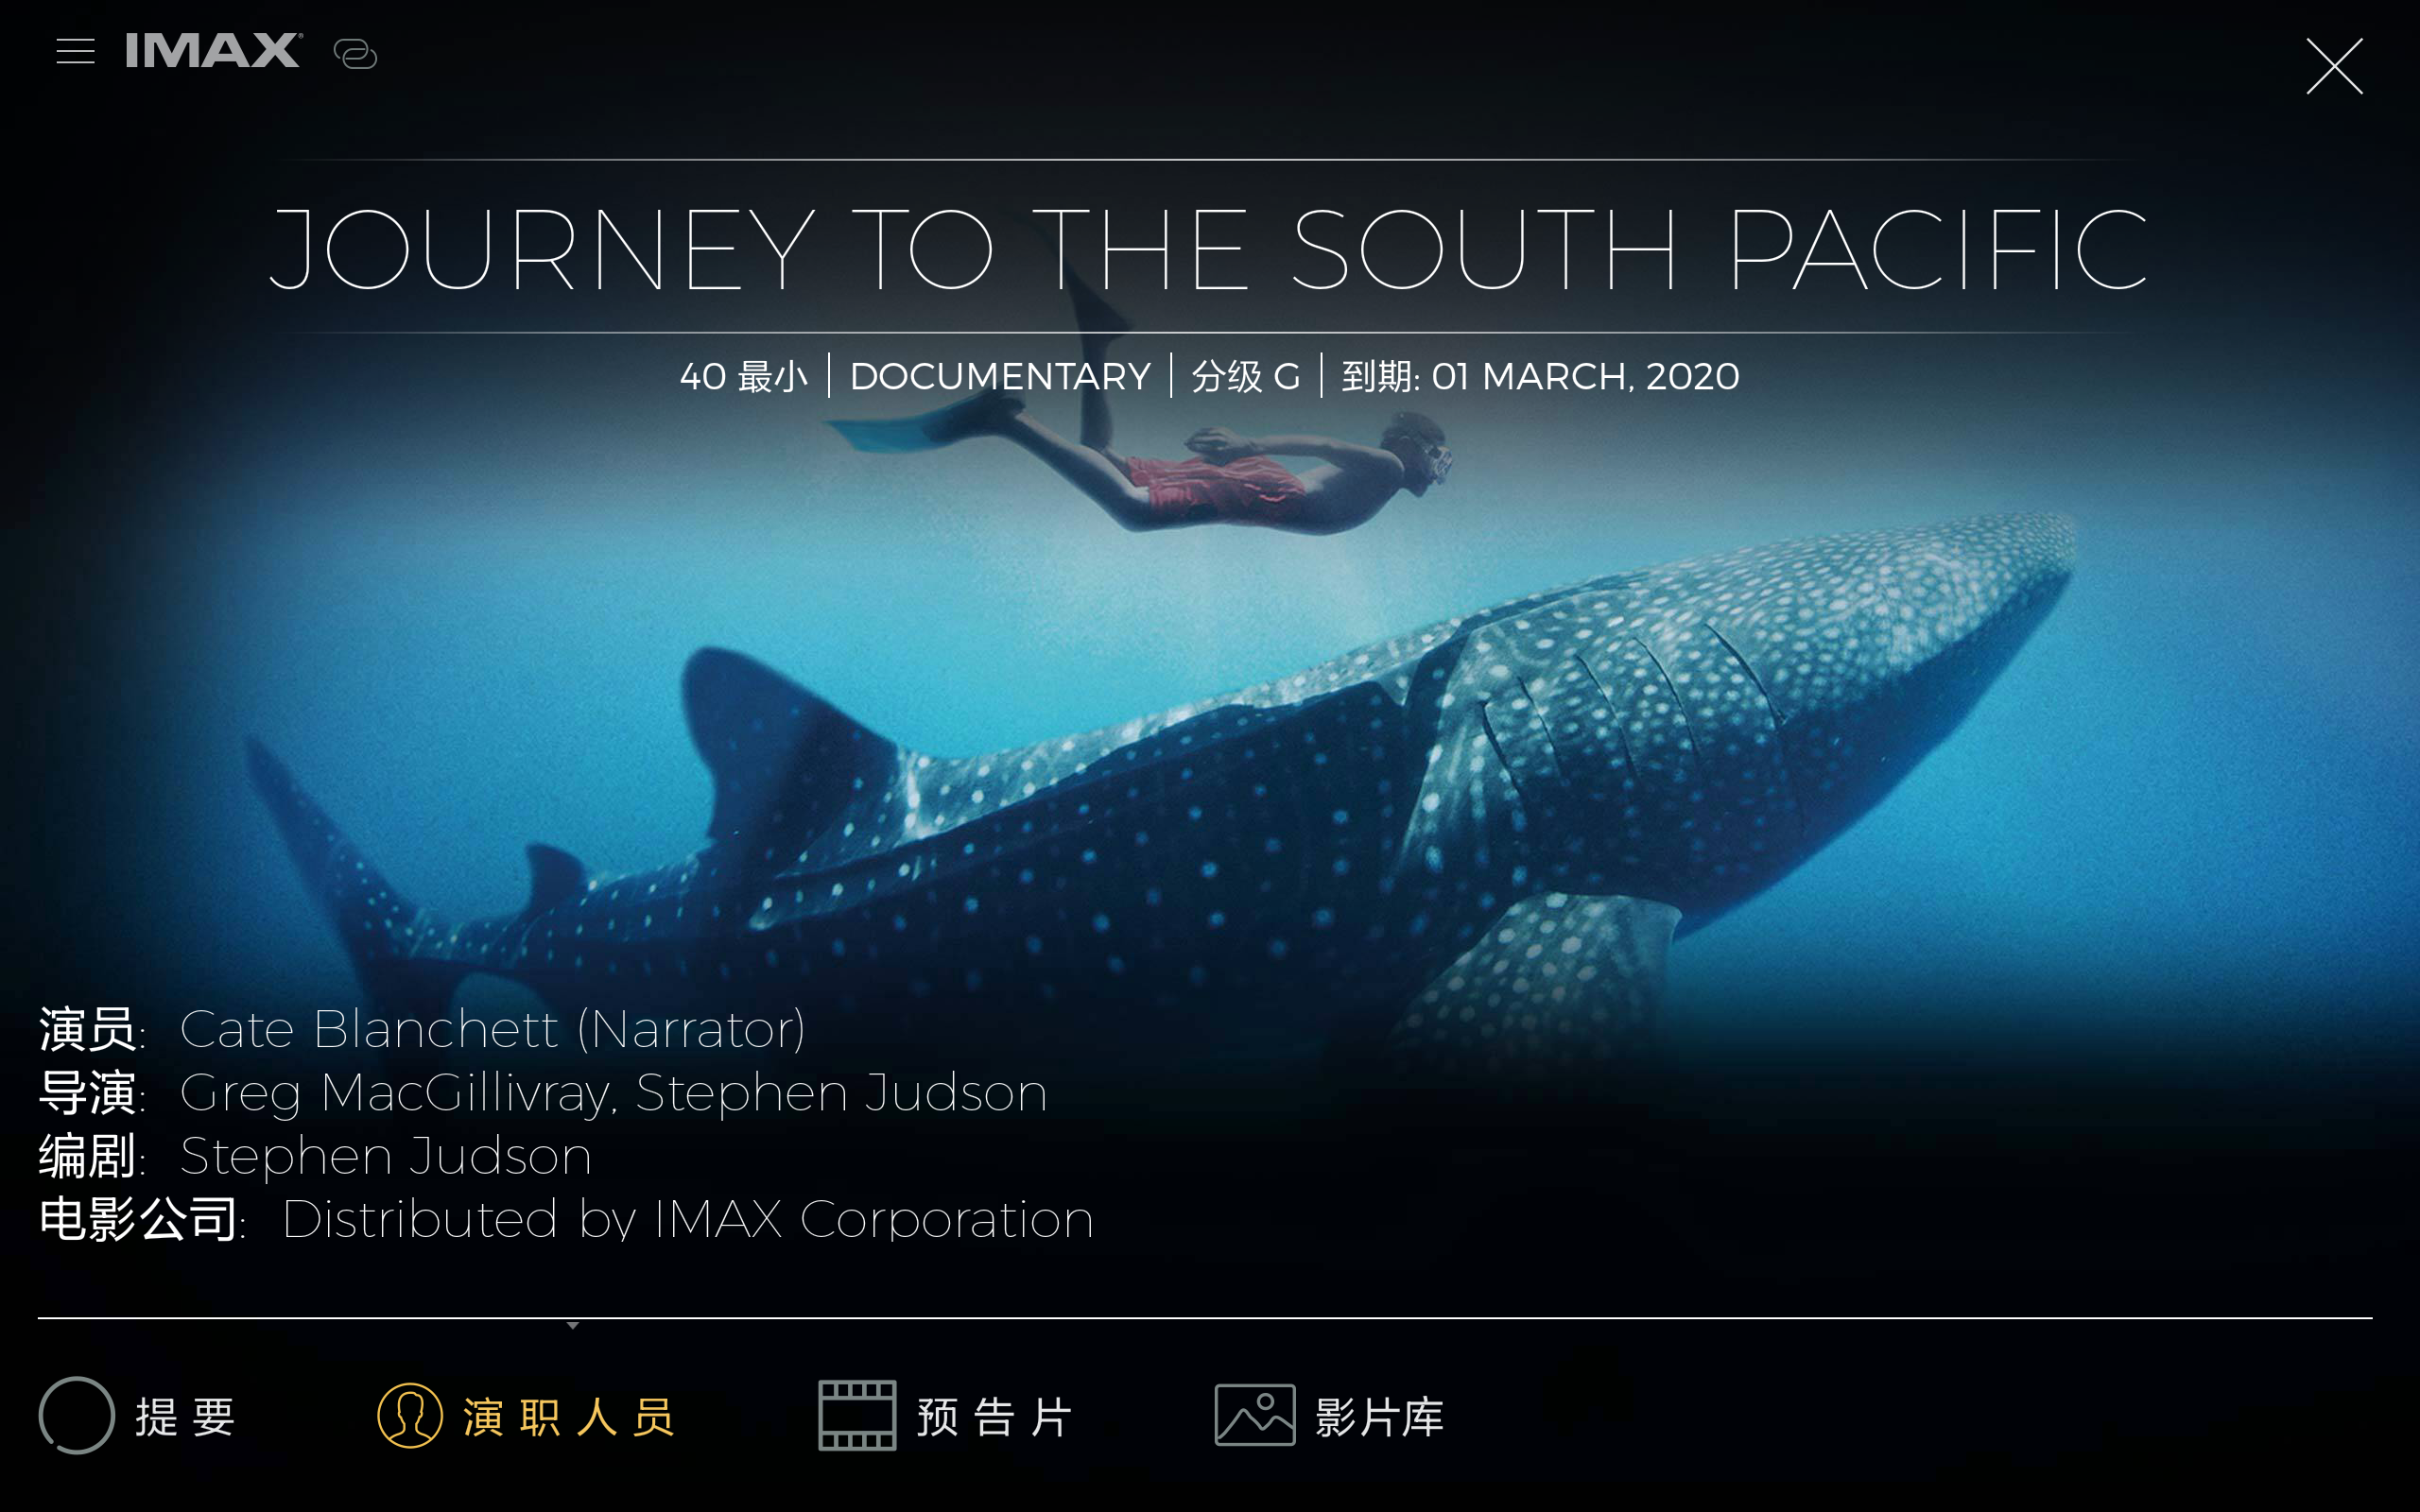 IMAX®
JOURNEY TO THE SOUTH PACIFIC
40 最小 | DOCUMENTARY | 分级 G | 到期: 01 MARCH, 2020
演员: Cate Blanchett (Narrator)
导演: Greg MacGillivray, Stephen Judson
编剧: Stephen Judson
电影公司: Distributed by IMAX Corporation
提要 演职人员 预告片 影片库